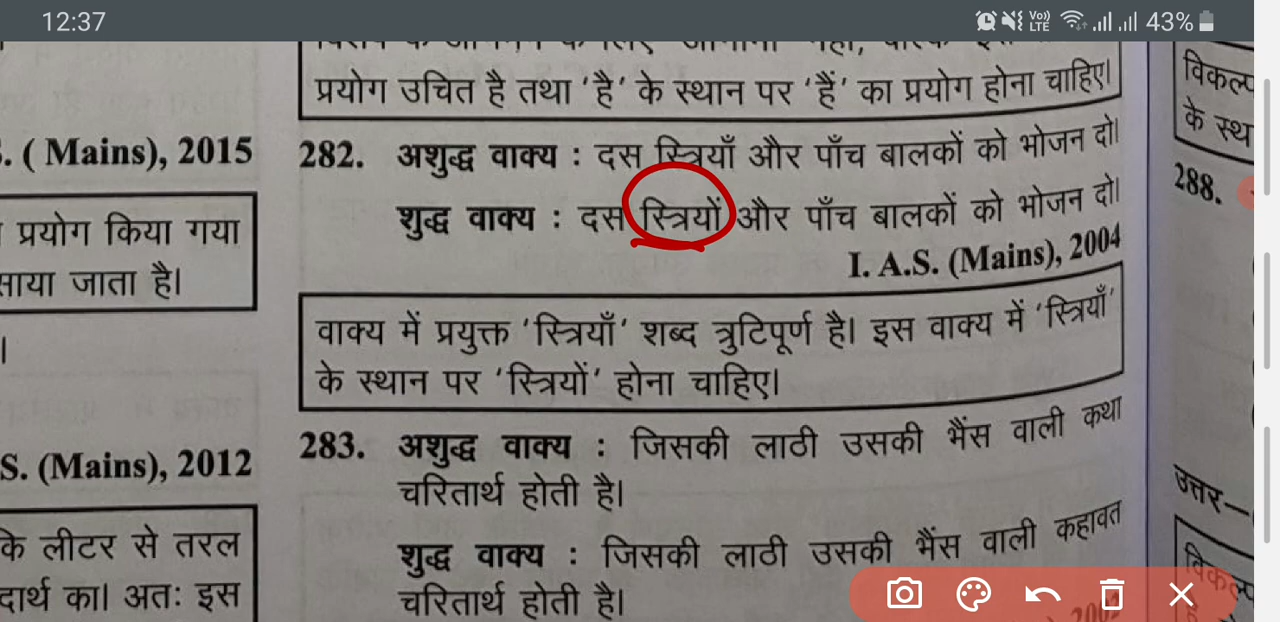 12:37
Vo)) LTE 43%
प्रयोग उचित है तथा 'है' के स्थान पर 'हैं' का प्रयोग होना चाहिए।
. ( Mains), 2015
प्रयोग किया गया
जाता है।
S. (Mains), 2012
लीटर से तरल
का। अतः इस
282. अशुद्ध वाक्य : दस स्त्रियाँ और पाँच बालकों को भोजन दो।
शुद्ध वाक्य : दस स्त्रियों और पाँच बालकों को भोजन दो।
I. A.S. (Mains), 2004
वाक्य में प्रयुक्त 'स्त्रियाँ' शब्द त्रुटिपूर्ण है। इस वाक्य में 'स्त्रियाँ'
के स्थान पर 'स्त्रियों' होना चाहिए।
283. अशुद्ध वाक्य : जिसकी लाठी उसकी भैंस वाली कथा
चरितार्थ होती है।
शुद्ध वाक्य : जिसकी लाठी उसकी भैंस वाली कहावत
चरितार्थ होती है।
के
288.
उत्तर—